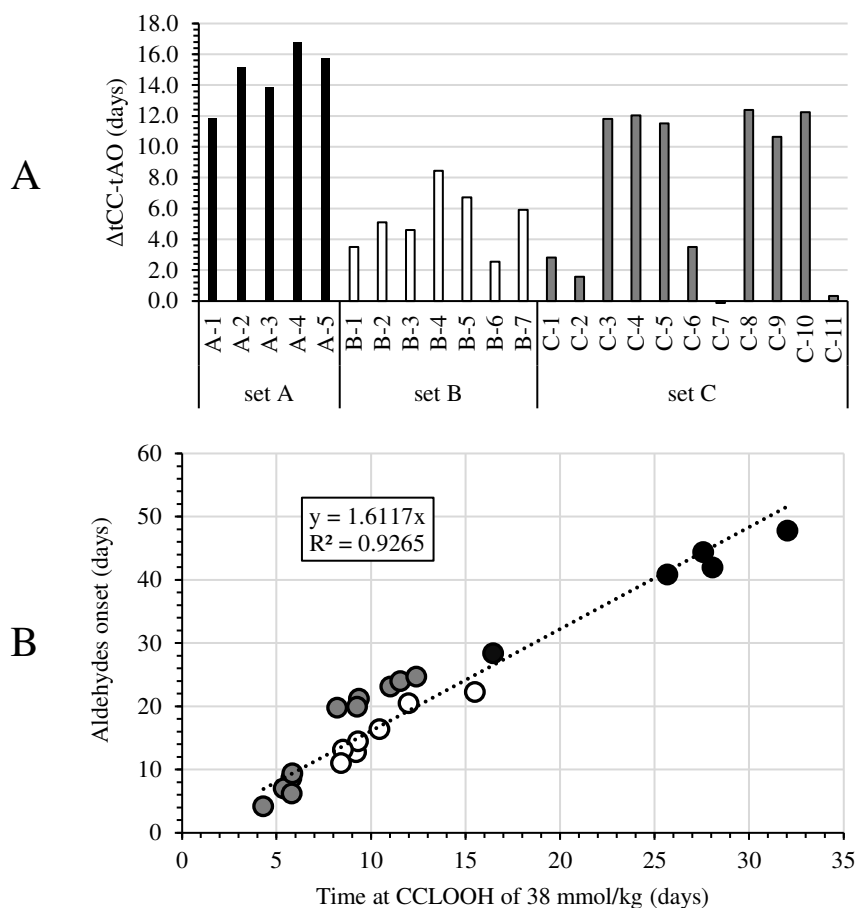 A
ΔtCC-tAO (days)
18.0
16.0
14.0
12.0
10.0
8.0
6.0
4.0
2.0
0.0
A-1 A-2 A-3 A-4 A-5 B-1 B-2 B-3 B-4 B-5 B-6 B-7 C-1 C-2 C-3 C-4 C-5 C-6 C-7 C-8 C-9 C-10 C-11
set A set B set C
B
Aldehydes onset (days)
60
50
40
30
20
10
0
y = 1.6117x
R² = 0.9265
0 5 10 15 20 25 30 35
Time at CCLOOH of 38 mmol/kg (days)